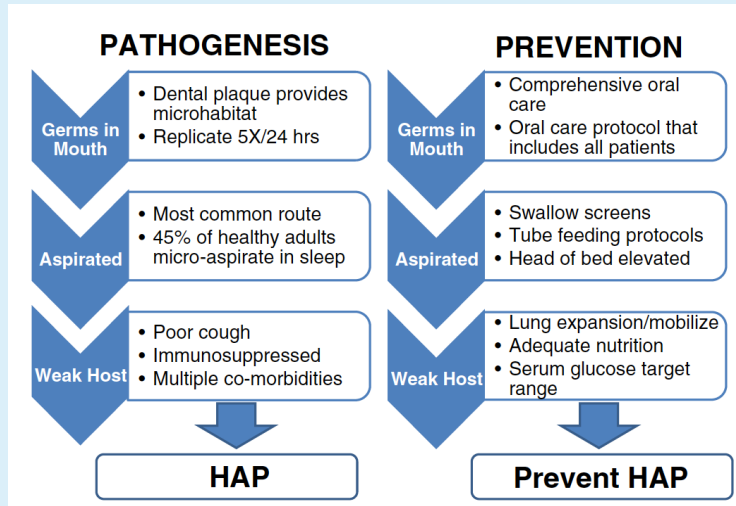 PATHOGENESIS
Germs in
Mouth
• Dental plaque provides
microhabitat
• Replicate 5X/24 hrs
Aspirated
• Most common route
• 45% of healthy adults
micro-aspirate in sleep
Weak Host
• Poor cough
• Immunosuppressed
• Multiple co-morbidities
HAP
PREVENTION
Germs in
Mouth
• Comprehensive oral
care
• Oral care protocol that
includes all patients
Aspirated
• Swallow screens
• Tube feeding protocols
• Head of bed elevated
Weak Host
• Lung expansion/mobilize
• Adequate nutrition
• Serum glucose target
range
Prevent HAP